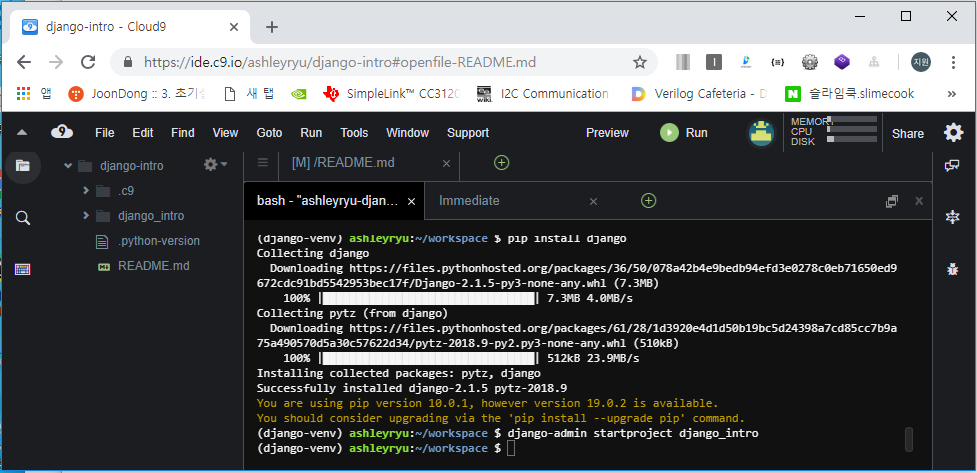 django-intro - Cloud9
https://ide.c9.io/ashleyryu/django-intro#openfile-README.md
지원
앱
JoonDong :: 3. 초기
새 탭
SimpleLink™ CC312
wiki
I2C Communication
Verilog Cafeteria - D
N
슬라임쿡.slimecook
»
9
File Edit Find View Goto Run Tools Window Support
Preview
Run
MEMORY
CPU
DISK
Share
django-intro
.c9
django_intro
.python-version
README.md
[M] /README.md
bash - "ashleyryu-djan...
Immediate
(django-venv) ashleyryu:~/workspace $ pip install django
Collecting django
Downloading https://files.pythonhosted.org/packages/36/50/078a42b4e9bedb94efd3e0278c0eb71650ed9
672cdc91bd5542953bec17f/Django-2.1.5-py3-none-any.whl (7.3MB)
100% |████████████████████████████████| 7.3MB 4.0MB/s
Collecting pytz (from django)
Downloading https://files.pythonhosted.org/packages/61/28/1d3920e4d1d50b19bc5d24398a7cd85cc7b9a
75a490570d5a30c57622d34/pytz-2018.9-py2.py3-none-any.whl (510kB)
100% |████████████████████████████████| 512kB 23.9MB/s
Installing collected packages: pytz, django
Successfully installed django-2.1.5 pytz-2018.9
You are using pip version 10.0.1, however version 19.0.2 is available.
You should consider upgrading via the 'pip install --upgrade pip' command.
(django-venv) ashleyryu:~/workspace $ django-admin startproject django_intro
(django-venv) ashleyryu:~/workspace $